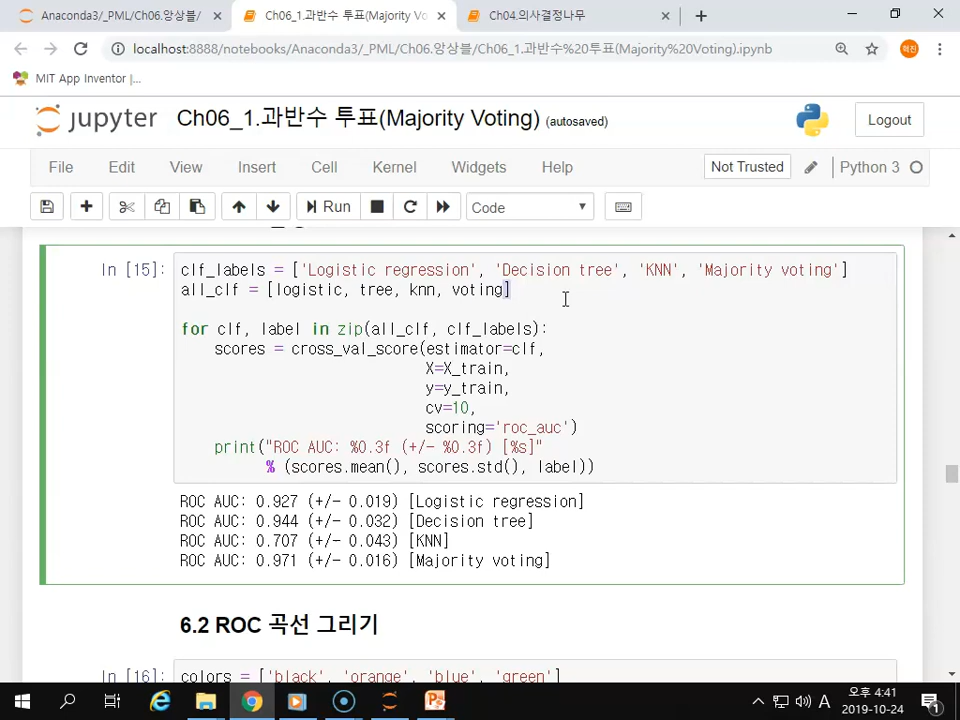 Anaconda3/_PML/Ch06.앙상블/
Ch06_1.과반수 투표(Majority V
Ch04.의사결정나무
localhost:8888/notebooks/Anaconda3/_PML/Ch06.앙상블/Ch06_1.과반수%20투표(Majority%20Voting).ipynb
혁진
MIT App Inventor |...
jupyter
Ch06_1.과반수 투표(Majority Voting) (autosaved)
Logout
File Edit View Insert Cell Kernel Widgets Help
Not Trusted
Python 3
Run
Code
In [15]:
clf_labels = ['Logistic regression', 'Decision tree', 'KNN', 'Majority voting']
all_clf = [logistic, tree, knn, voting]
for clf, label in zip(all_clf, clf_labels):
scores = cross_val_score(estimator=clf,
X=X_train,
y=y_train,
cv=10,
scoring='roc_auc')
print("ROC AUC: %0.3f (+/- %0.3f) [%s]"
% (scores.mean(), scores.std(), label))
ROC AUC: 0.927 (+/- 0.019) [Logistic regression]
ROC AUC: 0.944 (+/- 0.032) [Decision tree]
ROC AUC: 0.707 (+/- 0.043) [KNN]
ROC AUC: 0.971 (+/- 0.016) [Majority voting]
6.2 ROC 곡선 그리기
In [16]:
colors = ['black', 'orange', 'blue', 'green']
A
오후 4:41
2019-10-24
1